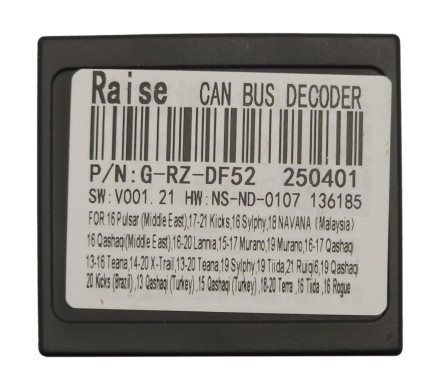 Raise CAN BUS DECODER
P/N:G-RZ-DF52 250401
SW:V001.21 HW:NS-ND-0107 136185
FOR:16 Pulsar (Middle East),17-21 Kicks,16 Sylphy,18 NAVANA (Malaysia)
16 Qashaqi(Middle East),16-20 Lannia,15-17 Murano,19 Murano,16-17 Qashaqi
13-16 Teana,14-20 X-Trail,13-20 Teana,19 Sylphy,19 Tiida,21 Ruiqi6,19 Qashaqi
20 Kicks (Brazil),13 Qashaqi (Turkey),15 Qashaqi (Turkey),18-20 Terra,16 Tiida,16 Rogue